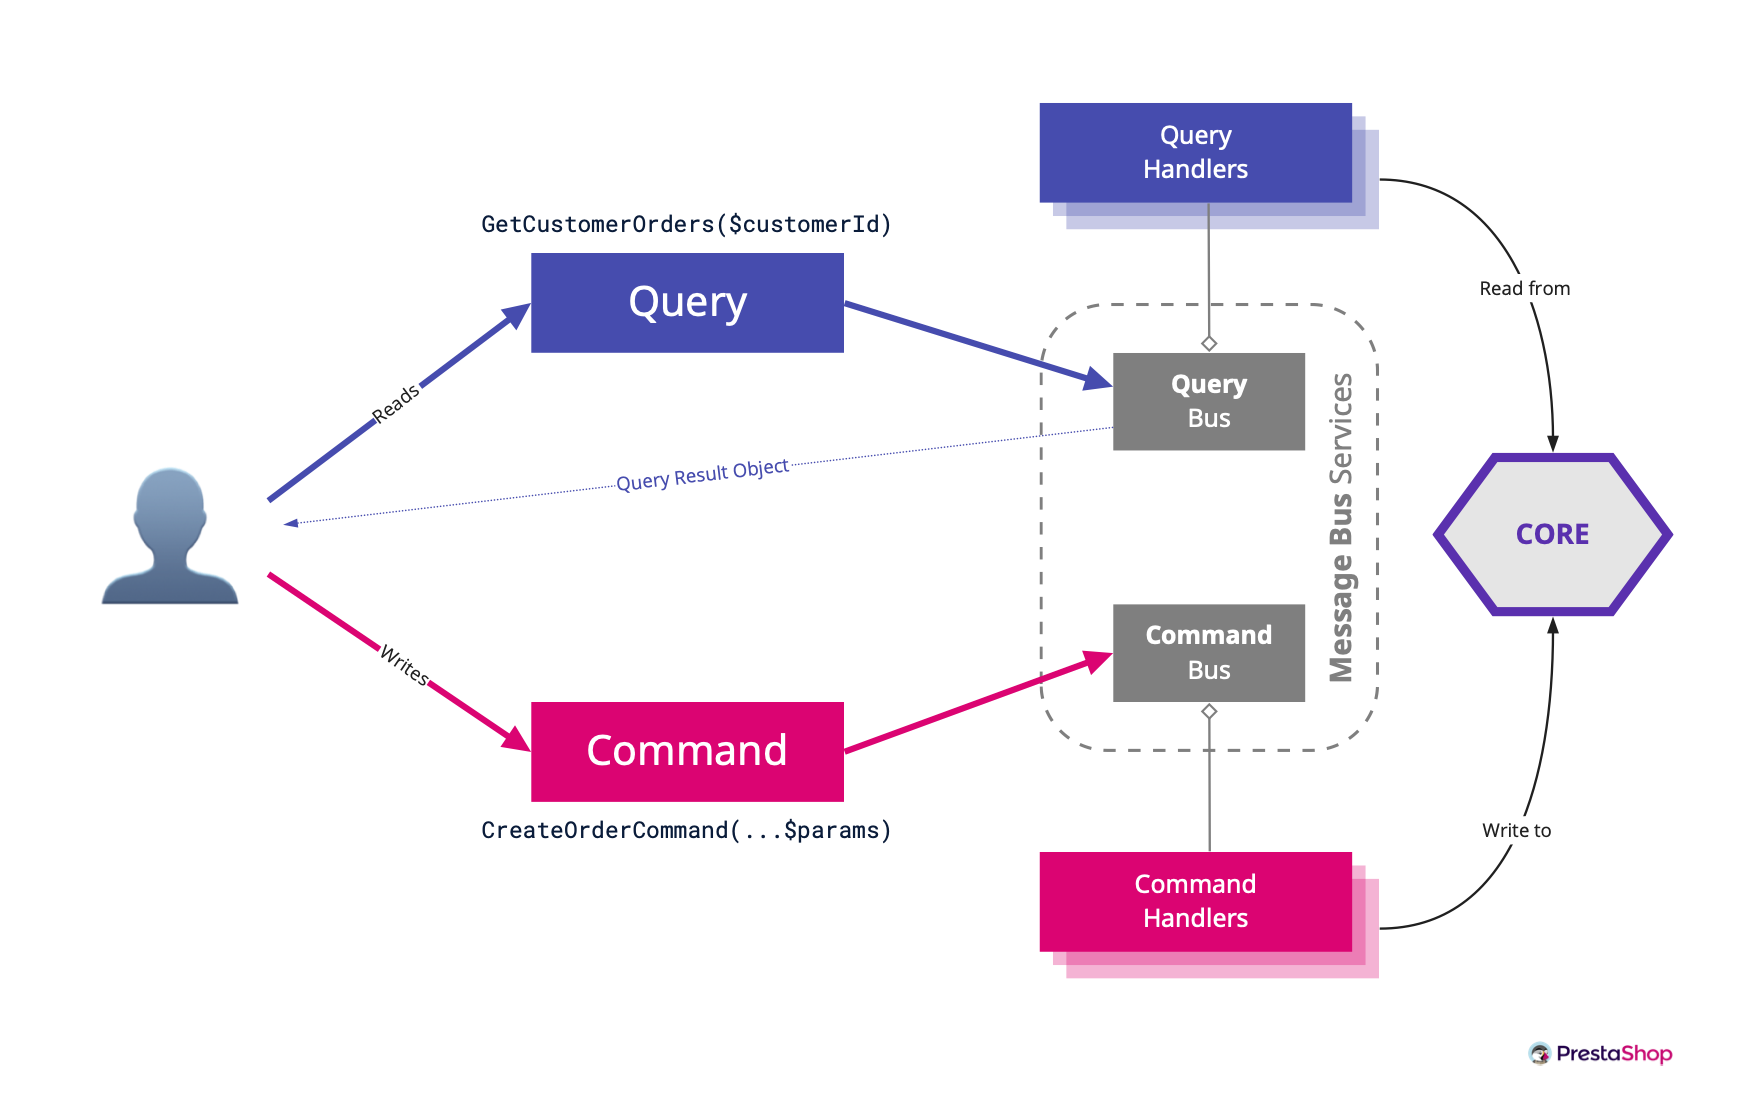 Query
Handlers
GetCustomerOrders($customerId)
Query
Read from
Reads
Query
Bus
Query Result Object
Message Bus Services
CORE
Writes
Command
Bus
Command
CreateOrderCommand(...$params)
Write to
Command
Handlers
PrestaShop